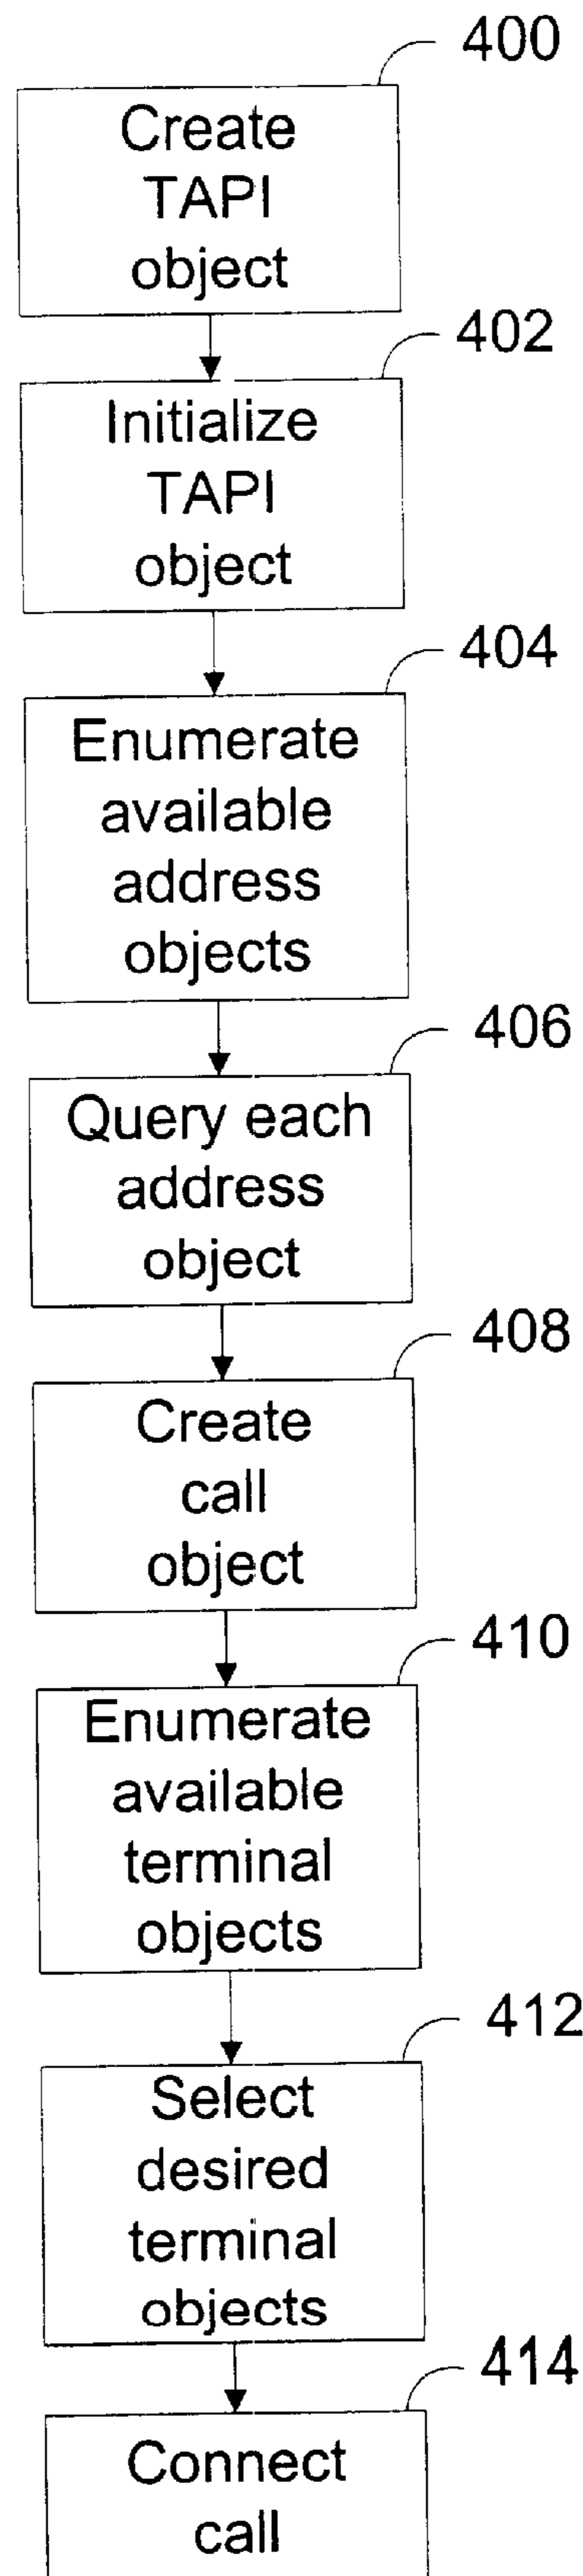 400
Create
TAPI
object
402
Initialize
TAPI
object
404
Enumerate
available
address
objects
406
Query each
address
object
408
Create
call
object
410
Enumerate
available
terminal
objects
412
Select
desired
terminal
objects
414
Connect
call